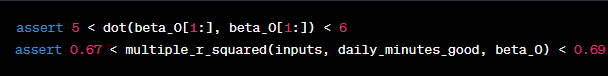 assert 5 < dot(beta_0[1:], beta_0[1:]) < 6
assert 0.67 < multiple_r_squared(inputs, daily_minutes_good, beta_0) < 0.69